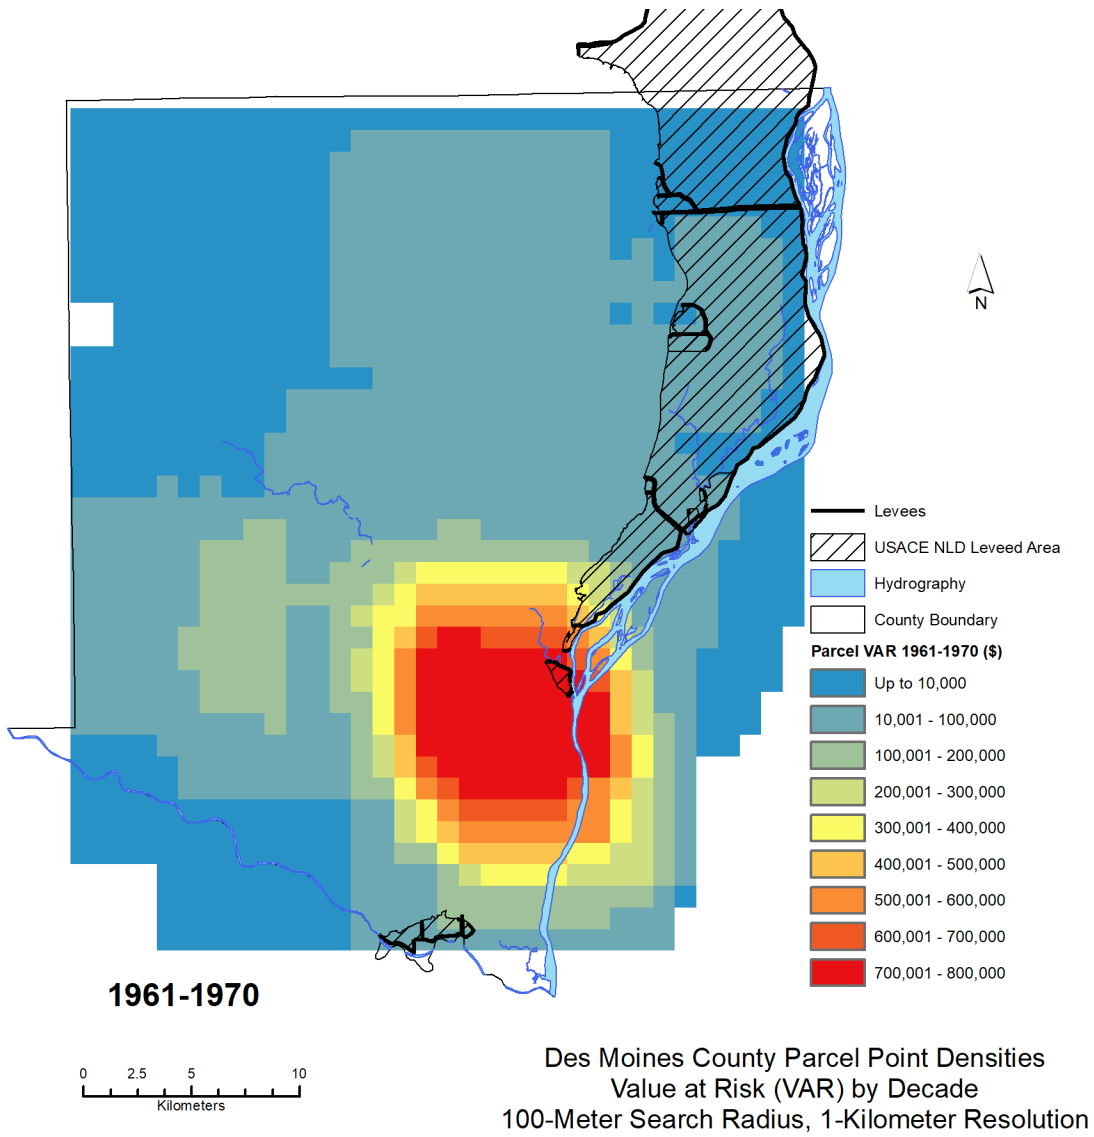 N
Levees
USACE NLD Leveed Area
Hydrography
County Boundary
Parcel VAR 1961-1970 ($)
Up to 10,000
10,001 - 100,000
100,001 - 200,000
200,001 - 300,000
300,001 - 400,000
400,001 - 500,000
500,001 - 600,000
600,001 - 700,000
700,001 - 800,000
1961-1970
0 2.5 5 10
Kilometers
Des Moines County Parcel Point Densities
Value at Risk (VAR) by Decade
100-Meter Search Radius, 1-Kilometer Resolution